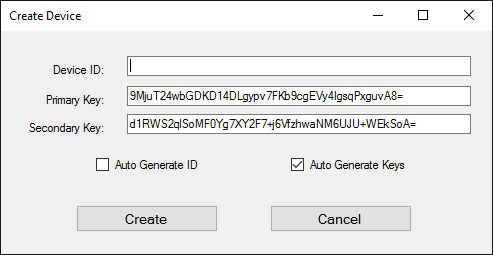 Create Device
Device ID:
Primary Key: 9MjuT24wbGDKD14DLgypv7FKb9cgEVy4lgsqPxguvA8=
Secondary Key: d1RWS2qlSoMF0Yg7XY2F7+j6VfzhwaNM6UJU+WEkSoA=
Auto Generate ID Auto Generate Keys
Create Cancel